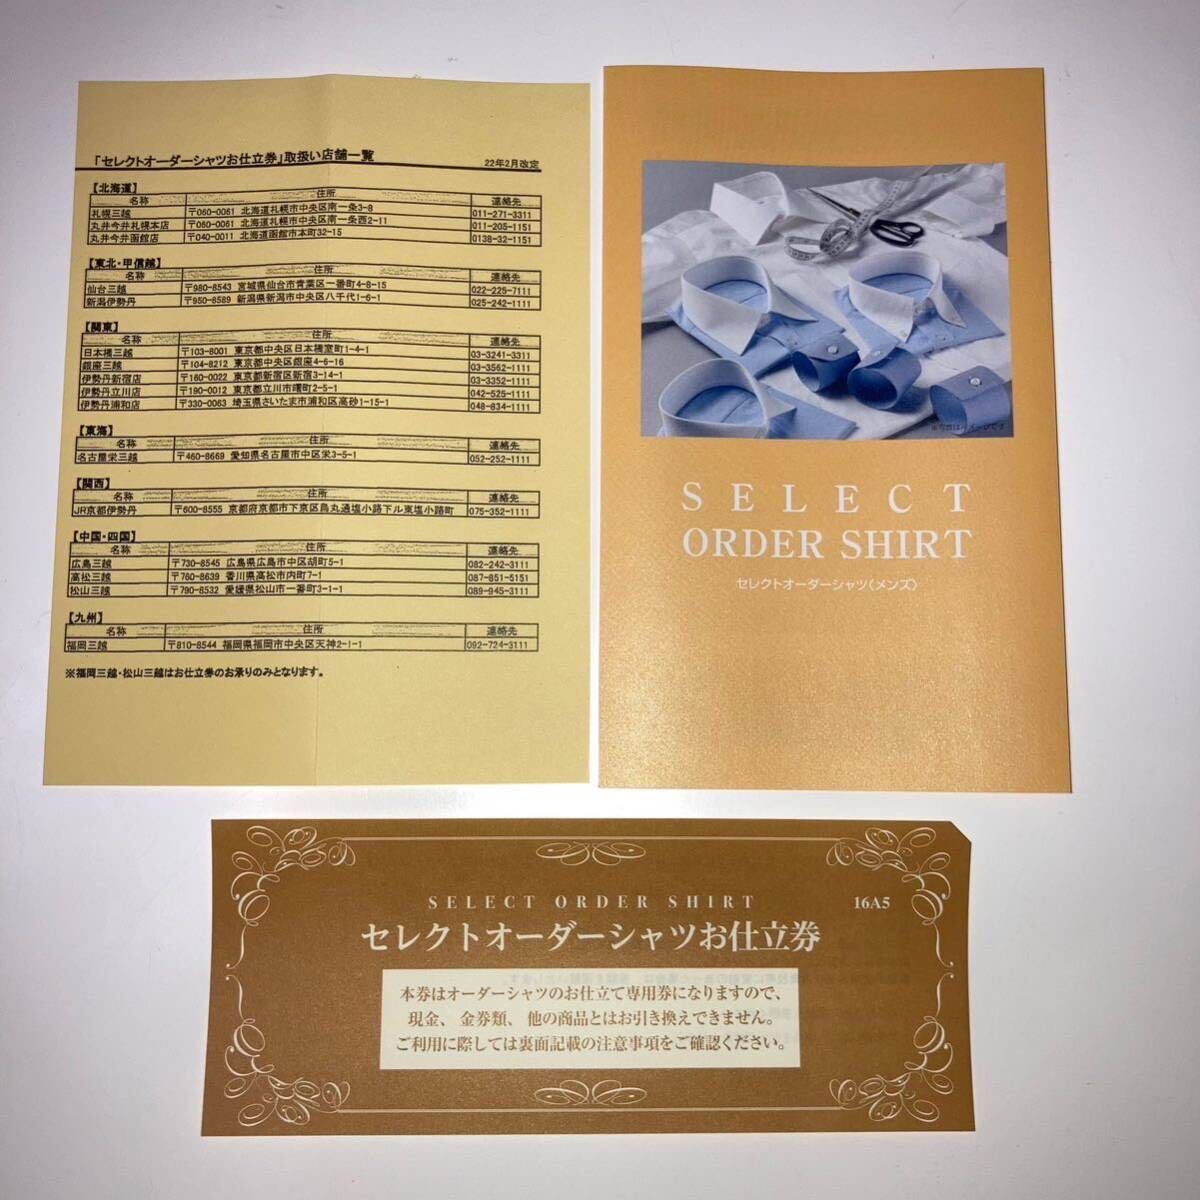 「セレクトオーダーシャツお仕立券」取扱い店舗一覧
22年2月改定
【北海道】
名称 住所 連絡先
札幌三越 〒060-0061 北海道札幌市中央区南一条3-8 011-271-3311
丸井今井札幌本店 〒060-0061 北海道札幌市中央区南一条西2-11 011-205-1151
丸井今井函館店 〒040-0011 北海道函館市本町32-15 0138-32-1151
【東北・甲信越】
名称 住所 連絡先
仙台三越 〒980-8543 宮城県仙台市青葉区一番町4-8-15 022-225-7111
新潟伊勢丹 〒950-8589 新潟県新潟市中央区八千代1-6-1 025-242-1111
【関東】
名称 住所 連絡先
日本橋三越 〒103-8001 東京都中央区日本橋室町1-4-1 03-3241-3311
銀座三越 〒104-8212 東京都中央区銀座4-6-16 03-3562-1111
伊勢丹新宿店 〒160-0022 東京都新宿区新宿3-14-1 03-3352-1111
伊勢丹立川店 〒190-0012 東京都立川市曙町2-5-1 042-525-1111
伊勢丹浦和店 〒330-0063 埼玉県さいたま市浦和区高砂1-15-1 048-834-1111
【東海】
名称 住所 連絡先
名古屋栄三越 〒460-8669 愛知県名古屋市中区栄3-5-1 052-252-1111
【関西】
名称 住所 連絡先
JR京都伊勢丹 〒600-8555 京都府京都市下京区烏丸通塩小路下ル東塩小路町 075-352-1111
【中国・四国】
名称 住所 連絡先
広島三越 〒730-8545 広島県広島市中区胡町5-1 082-242-3111
高松三越 〒760-8639 香川県高松市内町7-1 087-851-5151
松山三越 〒790-8532 愛媛県松山市一番町3-1-1 089-945-3111
【九州】
名称 住所 連絡先
福岡三越 〒810-8544 福岡県福岡市中央区天神2-1-1 092-724-3111
※福岡三越・松山三越はお仕立券のお承りのみとなります。
※写真はイメージです
SELECT
ORDER SHIRT
セレクトオーダーシャツ〈メンズ〉
SELECT ORDER SHIRT
16A5
セレクトオーダーシャツお仕立券
本券はオーダーシャツのお仕立て専用券になりますので、
現金、金券類、他の商品とはお引き換えできません。
ご利用に際しては裏面記載の注意事項をご確認ください。